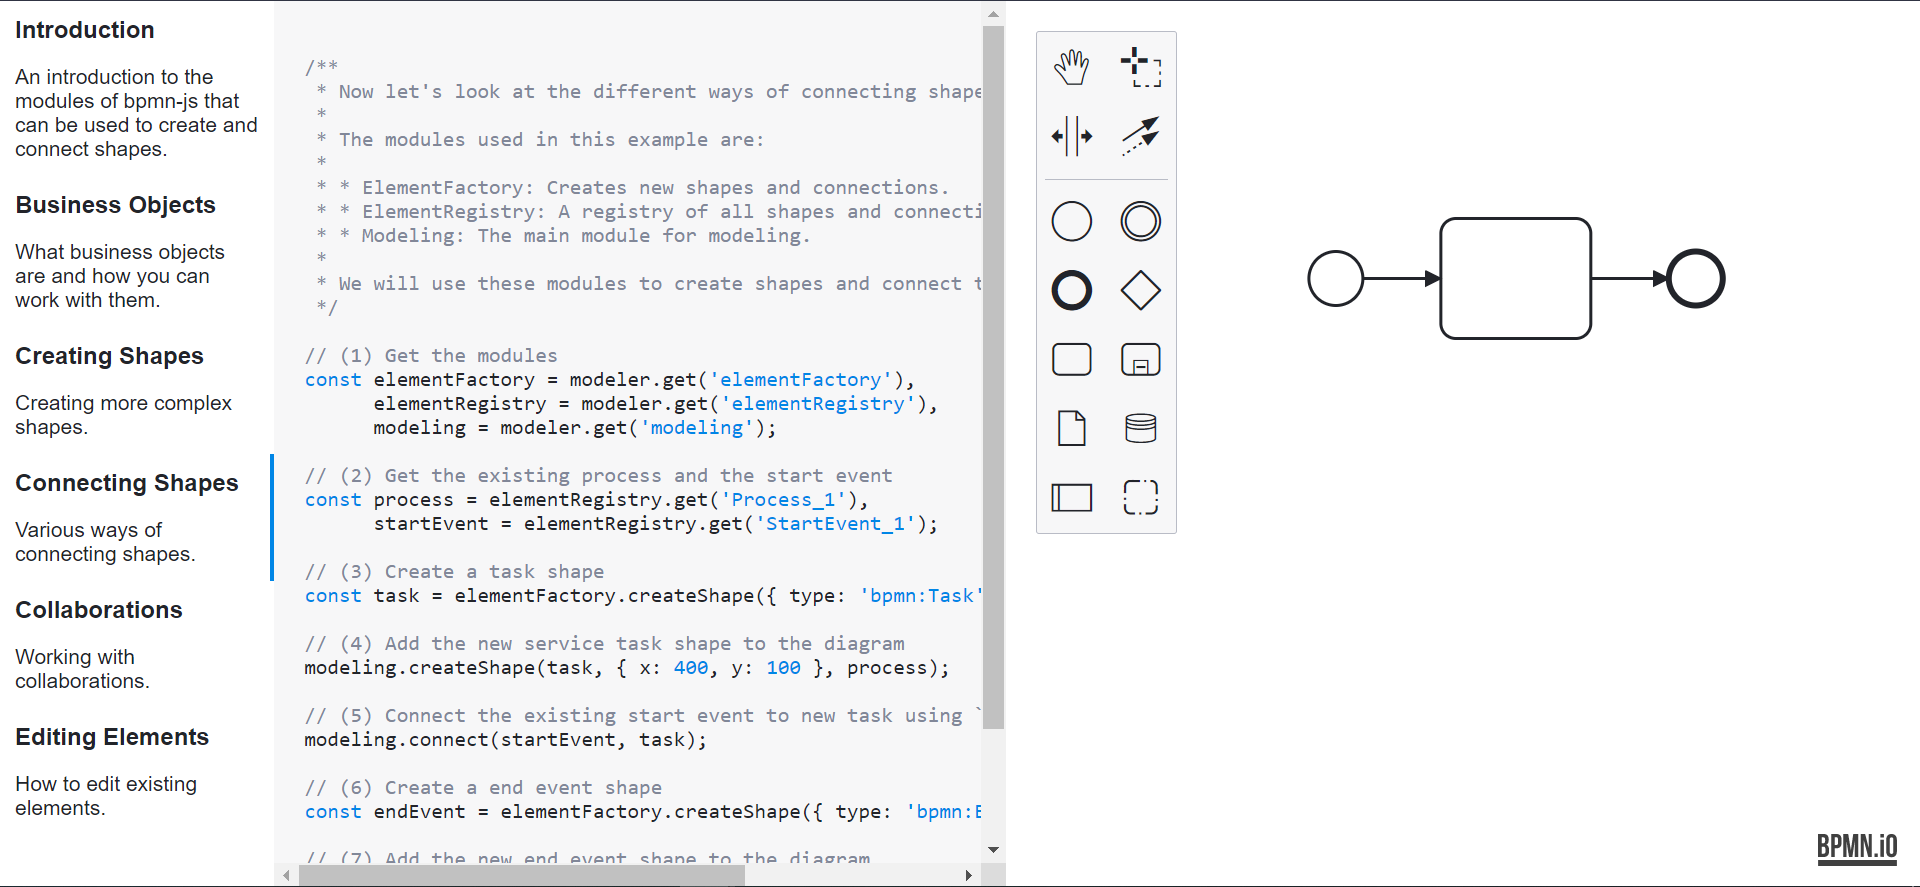 Introduction
An introduction to the
modules of bpmn-js that
can be used to create and
connect shapes.
Business Objects
What business objects
are and how you can
work with them.
Creating Shapes
Creating more complex
shapes.
Connecting Shapes
Various ways of
connecting shapes.
Collaborations
Working with
collaborations.
Editing Elements
How to edit existing
elements.
/**
 * Now let's look at the different ways of connecting shape
 *
 * The modules used in this example are:
 *
 * * ElementFactory: Creates new shapes and connections.
 * * ElementRegistry: A registry of all shapes and connecti
 * * Modeling: The main module for modeling.
 *
 * We will use these modules to create shapes and connect t
 */
// (1) Get the modules
const elementFactory = modeler.get('elementFactory'),
      elementRegistry = modeler.get('elementRegistry'),
      modeling = modeler.get('modeling');
// (2) Get the existing process and the start event
const process = elementRegistry.get('Process_1'),
      startEvent = elementRegistry.get('StartEvent_1');
// (3) Create a task shape
const task = elementFactory.createShape({ type: 'bpmn:Task'
// (4) Add the new service task shape to the diagram
modeling.createShape(task, { x: 400, y: 100 }, process);
// (5) Connect the existing start event to new task using `
modeling.connect(startEvent, task);
// (6) Create a end event shape
const endEvent = elementFactory.createShape({ type: 'bpmn:E
// (7) Add the new end event shape to the diagram
BPMN.iO